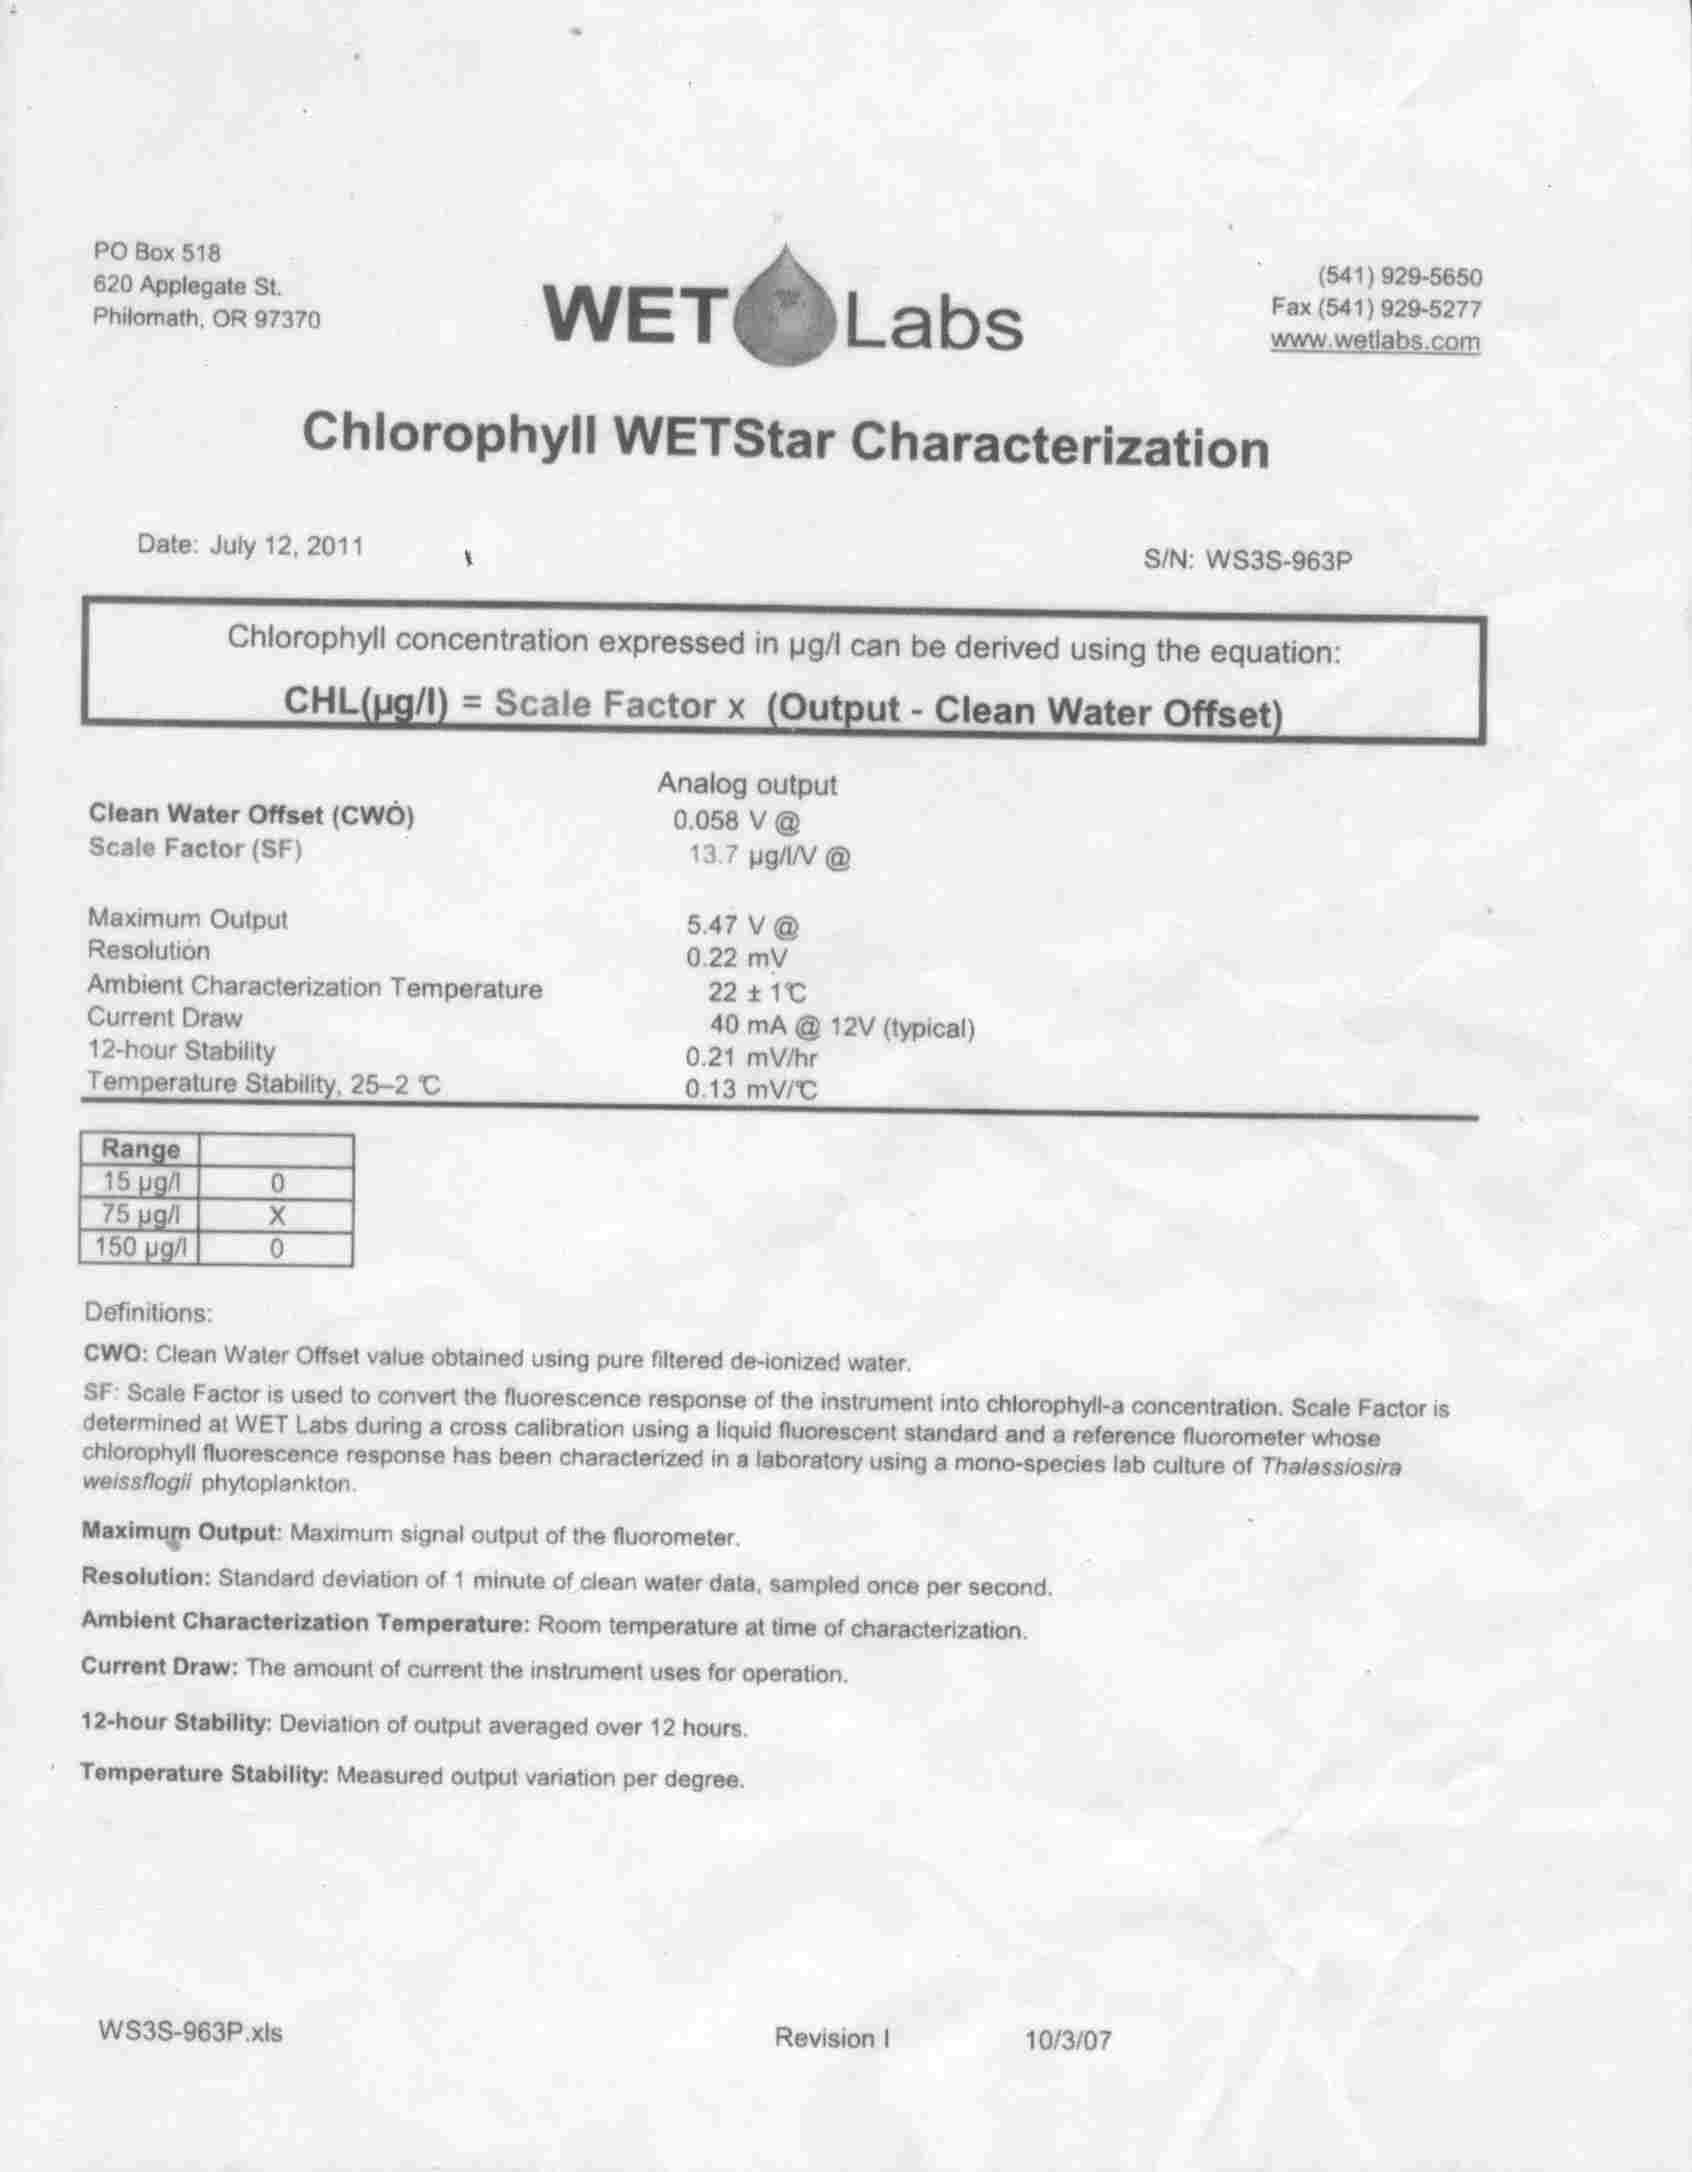 PO Box 518
620 Applegate St.
Philomath, OR 97370
WET Labs
(541) 929-5650
Fax (541) 929-5277
www.wetlabs.com
Chlorophyll WETStar Characterization
Date: July 12, 2011
S/N: WS3S-963P
Chlorophyll concentration expressed in µg/l can be derived using the equation:
CHL(µg/l) = Scale Factor x (Output - Clean Water Offset)
Analog output
Clean Water Offset (CWO) 0.058 V @
Scale Factor (SF) 13.7 µg/l/V @
Maximum Output 5.47 V @
Resolution 0.22 mV
Ambient Characterization Temperature 22 ± 1°C
Current Draw 40 mA @ 12V (typical)
12-hour Stability 0.21 mV/hr
Temperature Stability, 25–2 °C 0.13 mV/°C
Range
15 µg/l 0
75 µg/l X
150 µg/l 0
Definitions:
CWO: Clean Water Offset value obtained using pure filtered de-ionized water.
SF: Scale Factor is used to convert the fluorescence response of the instrument into chlorophyll-a concentration. Scale Factor is
determined at WET Labs during a cross calibration using a liquid fluorescent standard and a reference fluorometer whose
chlorophyll fluorescence response has been characterized in a laboratory using a mono-species lab culture of Thalassiosira
weissflogii phytoplankton.
Maximum Output: Maximum signal output of the fluorometer.
Resolution: Standard deviation of 1 minute of clean water data, sampled once per second.
Ambient Characterization Temperature: Room temperature at time of characterization.
Current Draw: The amount of current the instrument uses for operation.
12-hour Stability: Deviation of output averaged over 12 hours.
Temperature Stability: Measured output variation per degree.
WS3S-963P.xls
Revision I
10/3/07